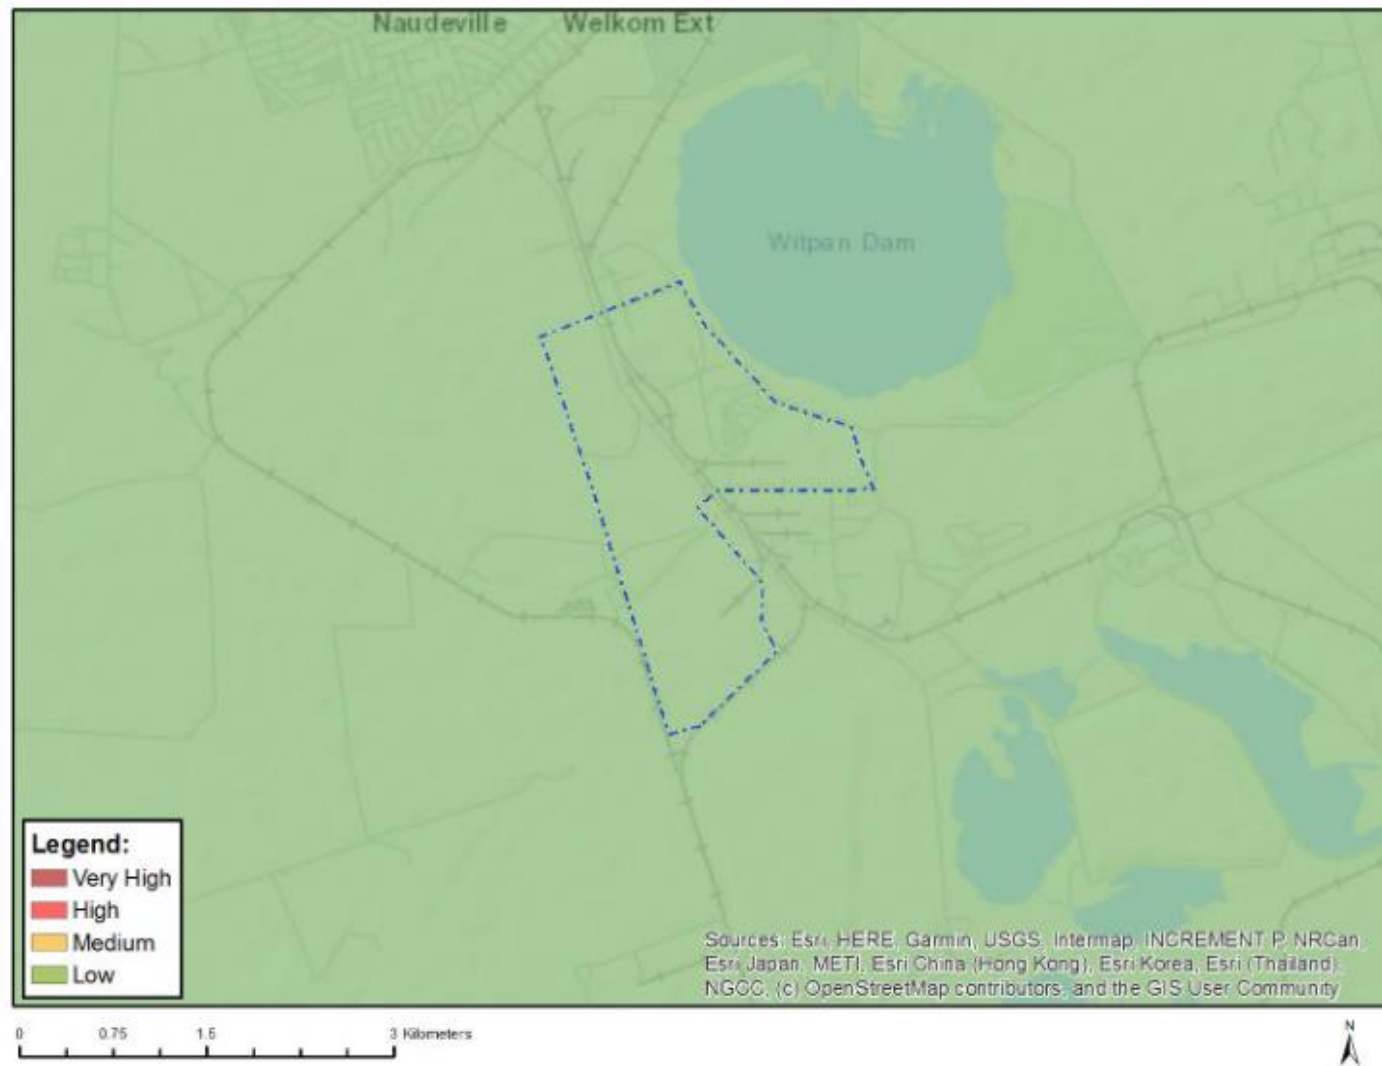 Naudeville Welkom Ext
Witpan Dam
Legend:
Very High
High
Medium
Low
Sources: Esri, HERE, Garmin, USGS, Intermap, INCREMENT P, NRCan,
Esri Japan, METI, Esri China (Hong Kong), Esri Korea, Esri (Thailand),
NGCC, (c) OpenStreetMap contributors, and the GIS User Community
0 0.75 1.5 3 Kilometers
N